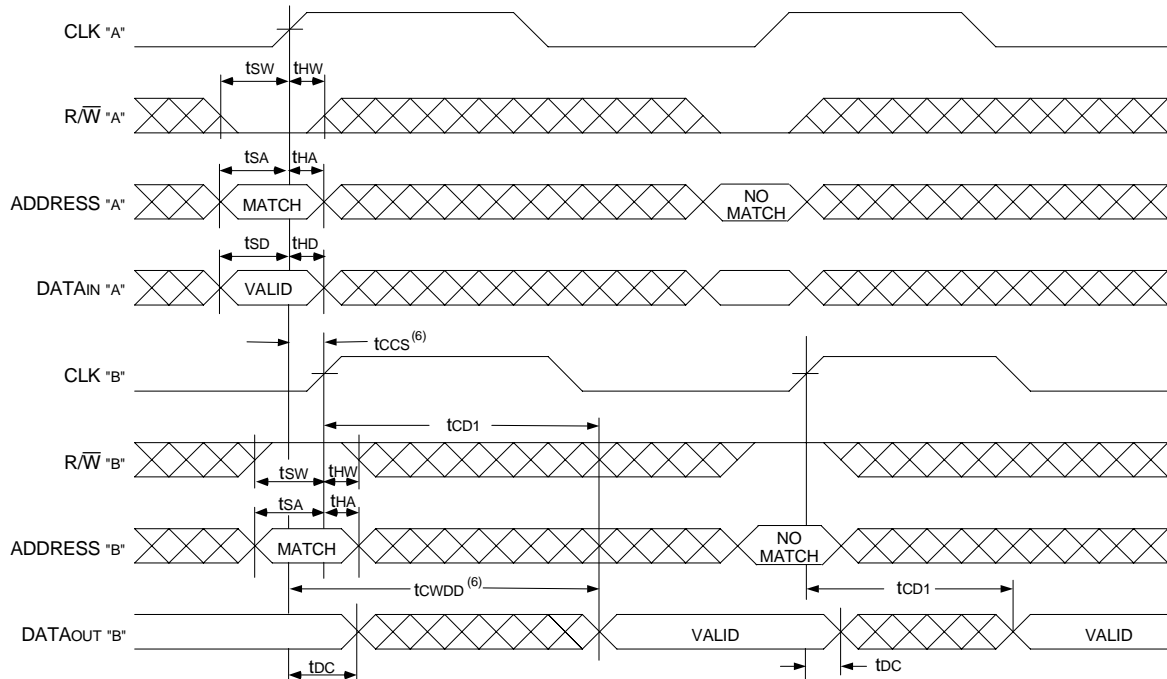 CLK "A"
tSW tHW
R/W̅ "A"
tSA tHA
ADDRESS "A" MATCH NO MATCH
tSD tHD
DATAIN "A" VALID
tCCS(6)
CLK "B"
tCD1
R/W̅ "B"
tSW tHW
tSA tHA
ADDRESS "B" MATCH NO MATCH
tCWDD(6) tCD1
DATAOUT "B" VALID VALID
tDC tDC